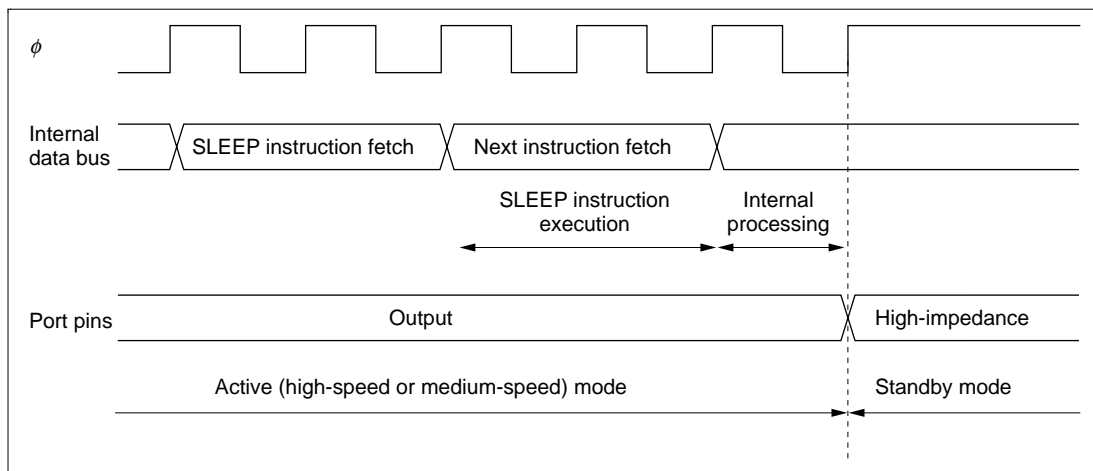 ϕ
Internal
data bus
SLEEP instruction fetch
Next instruction fetch
SLEEP instruction
execution
Internal
processing
Port pins
Output
High-impedance
Active (high-speed or medium-speed) mode
Standby mode